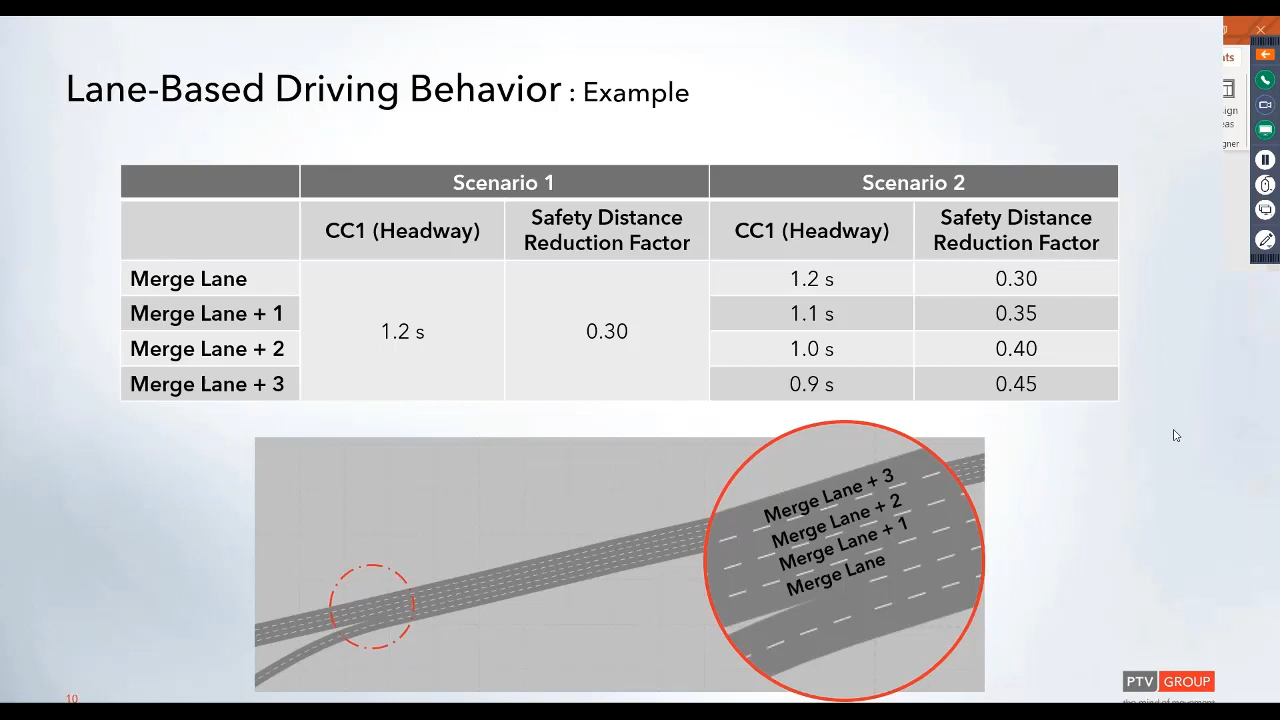 Lane-Based Driving Behavior : Example
Scenario 1 Scenario 2
CC1 (Headway) Safety Distance Reduction Factor CC1 (Headway) Safety Distance Reduction Factor
Merge Lane 1.2 s 0.30 1.2 s 0.30
Merge Lane + 1 1.1 s 0.35
Merge Lane + 2 1.0 s 0.40
Merge Lane + 3 0.9 s 0.45
Merge Lane + 3
Merge Lane + 2
Merge Lane + 1
Merge Lane
10
PTV GROUP